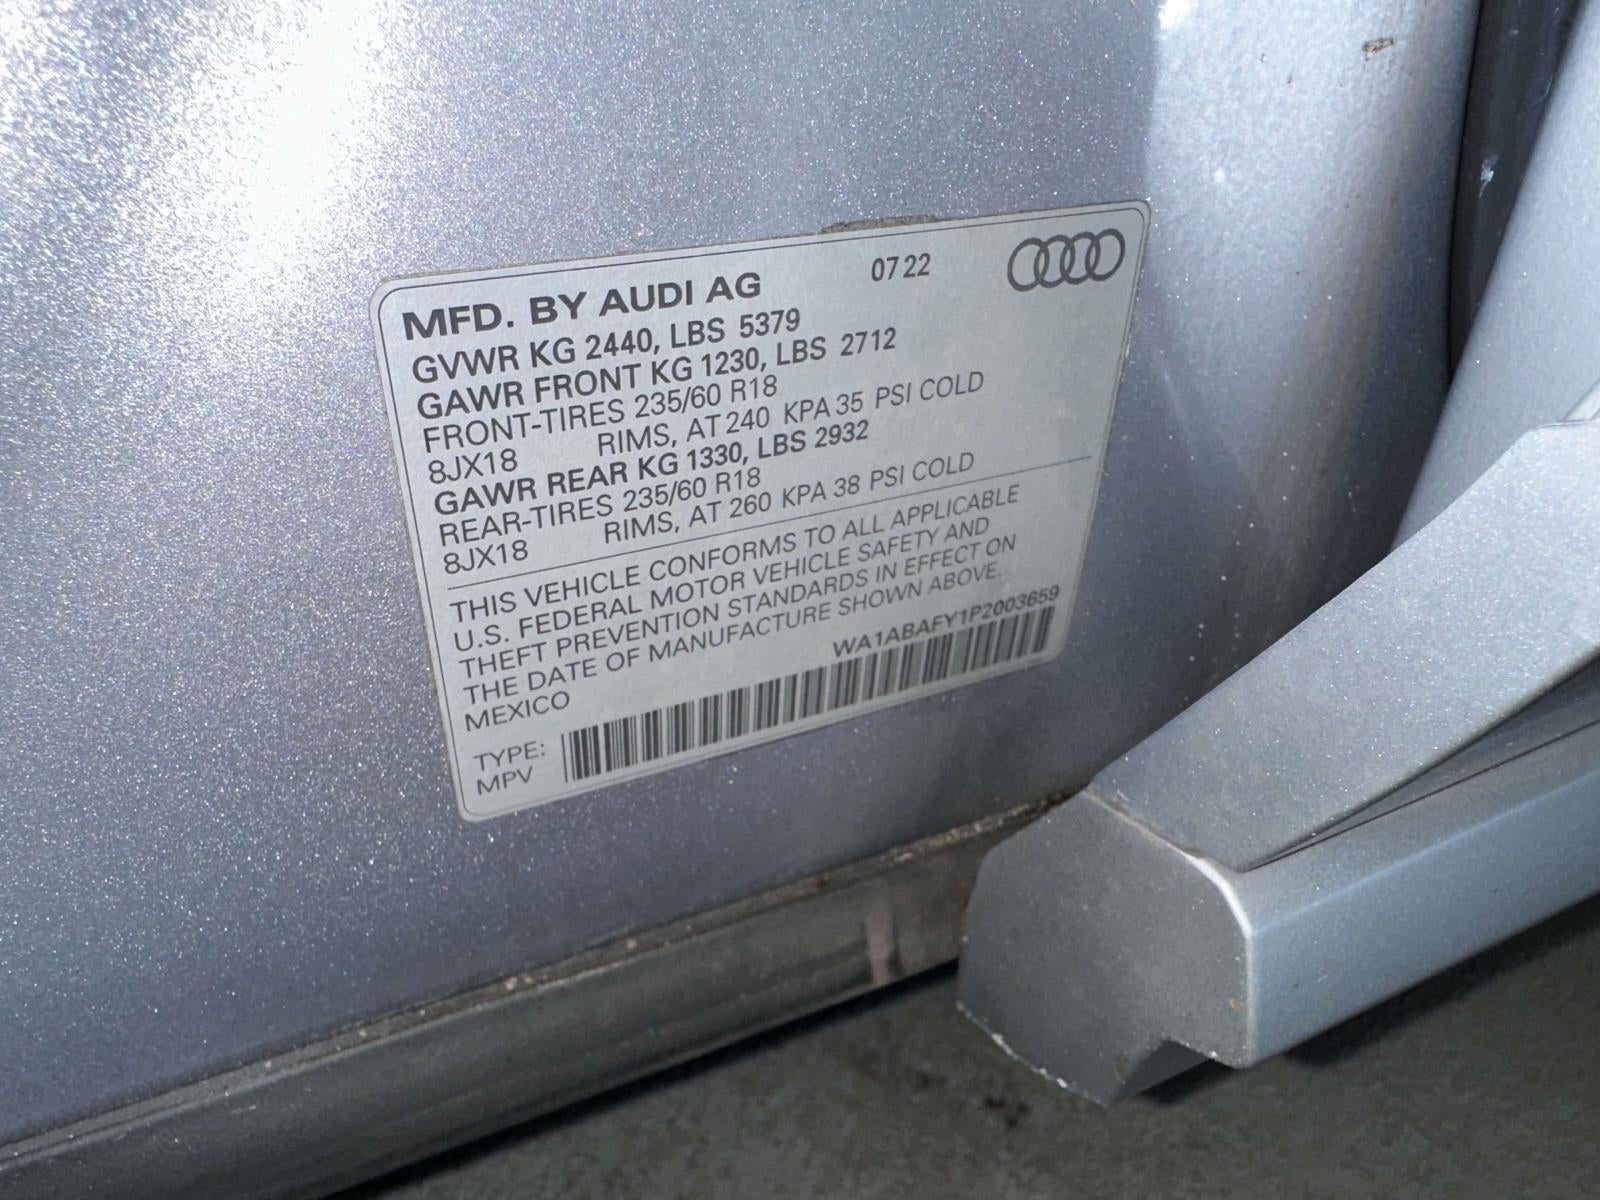 MFD. BY AUDI AG 07 22
GVWR KG 2440, LBS 5379
GAWR FRONT KG 1230, LBS 2712
FRONT-TIRES 235/60 R18
8JX18 RIMS, AT 240 KPA 35 PSI COLD
GAWR REAR KG 1330, LBS 2932
REAR-TIRES 235/60 R18
8JX18 RIMS, AT 260 KPA 38 PSI COLD
THIS VEHICLE CONFORMS TO ALL APPLICABLE
U.S. FEDERAL MOTOR VEHICLE SAFETY AND
THEFT PREVENTION STANDARDS IN EFFECT ON
THE DATE OF MANUFACTURE SHOWN ABOVE.
MEXICO WA1ABAFY1P2003659
TYPE:
MPV